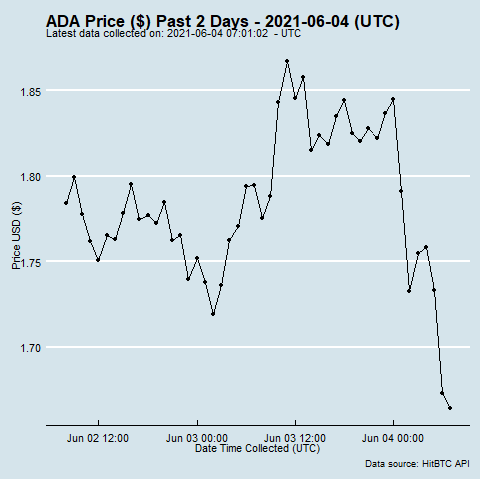 ADA Price ($) Past 2 Days - 2021-06-04 (UTC)
Latest data collected on: 2021-06-04 07:01:02  - UTC
1.85
1.80
1.75
1.70
Price USD ($)
Jun 02 12:00 Jun 03 00:00 Jun 03 12:00 Jun 04 00:00
Date Time Collected (UTC)
Data source: HitBTC API